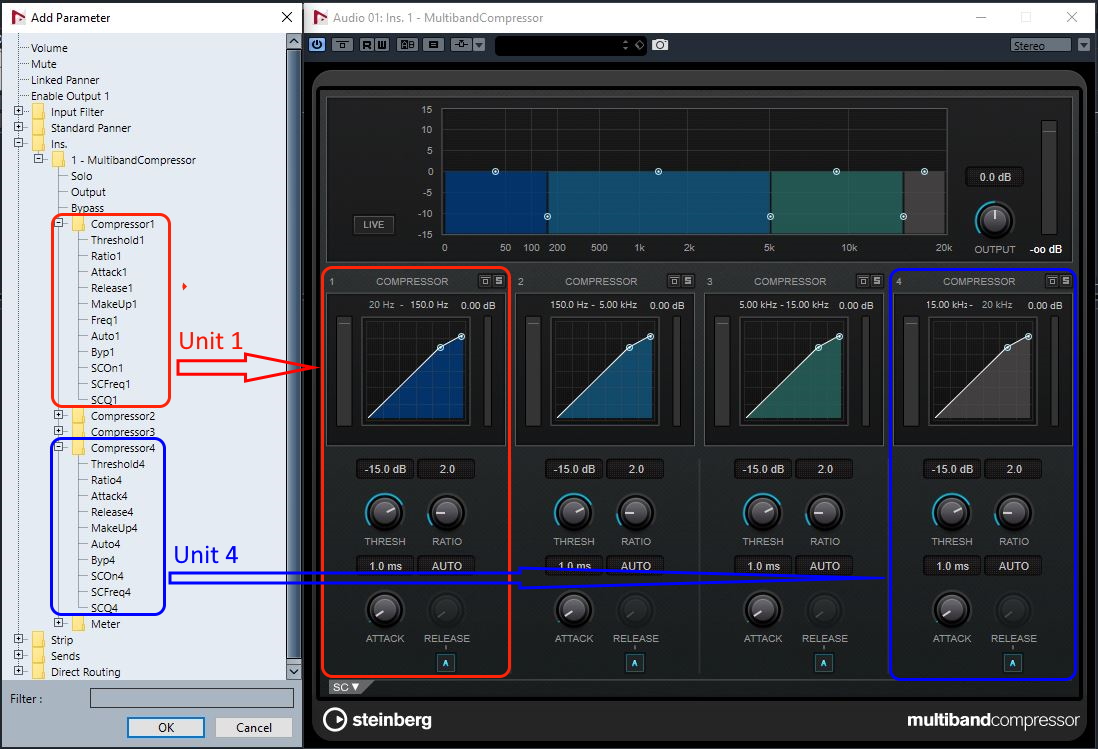 Add Parameter
Volume
Mute
Linked Panner
Enable Output 1
Input Filter
Standard Panner
Ins.
1 - MultibandCompressor
Solo
Output
Bypass
Compressor1
Threshold1
Ratio1
Attack1
Release1
MakeUp1
Freq1
Auto1
Byp1
SCOn1
SCFreq1
SCQ1
Compressor2
Compressor3
Compressor4
Threshold4
Ratio4
Attack4
Release4
MakeUp4
Auto4
Byp4
SCOn4
SCFreq4
SCQ4
Meter
Strip
Sends
Direct Routing
Filter :
OK Cancel
Unit 1
Unit 4
Audio 01: Ins. 1 - MultibandCompressor
R W A B Stereo
15
10
5
0
-5
-10
-15
0 50 100 200 500 1k 2k 5k 10k 20k
LIVE
0.0 dB
OUTPUT
-oo dB
1 COMPRESSOR S 2 COMPRESSOR S 3 COMPRESSOR S 4 COMPRESSOR S
20 Hz - 150.0 Hz 0.00 dB 150.0 Hz - 5.00 kHz 0.00 dB 5.00 kHz - 15.00 kHz 0.00 dB 15.00 kHz - 20 kHz 0.00 dB
-15.0 dB 2.0 -15.0 dB 2.0 -15.0 dB 2.0 -15.0 dB 2.0
THRESH RATIO THRESH RATIO THRESH RATIO THRESH RATIO
1.0 ms AUTO 1.0 ms AUTO 1.0 ms AUTO 1.0 ms AUTO
ATTACK RELEASE ATTACK RELEASE ATTACK RELEASE ATTACK RELEASE
A A A A
SC ▼
steinberg multibandcompressor